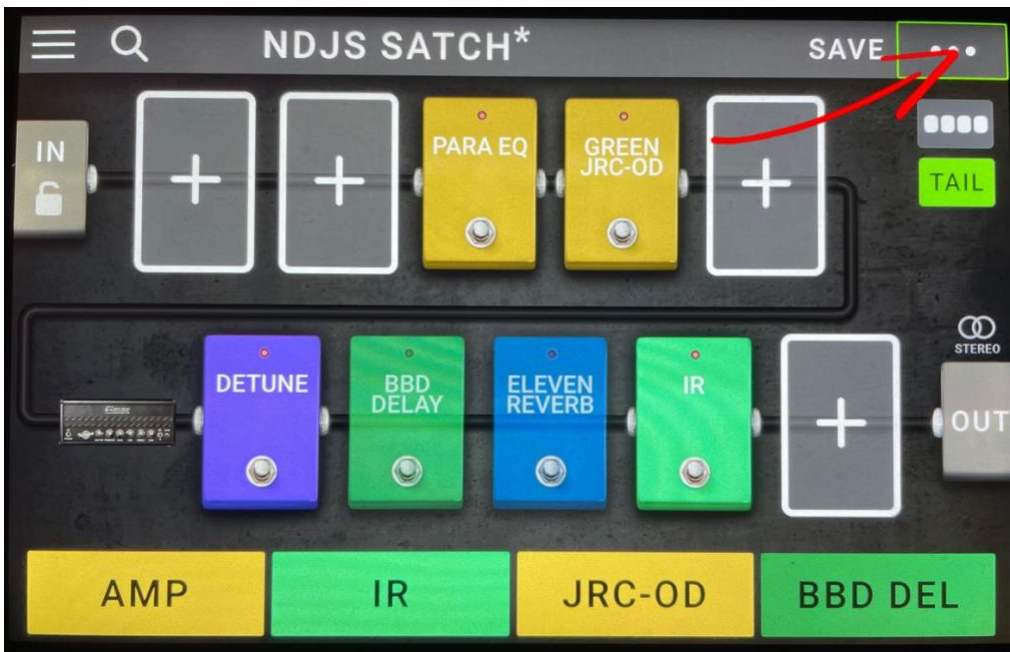 NDJS SATCH*
SAVE
IN
PARA EQ
GREEN
JRC-OD
TAIL
DETUNE
BBD
DELAY
ELEVEN
REVERB
IR
STEREO
OUT
AMP
IR
JRC-OD
BBD DEL